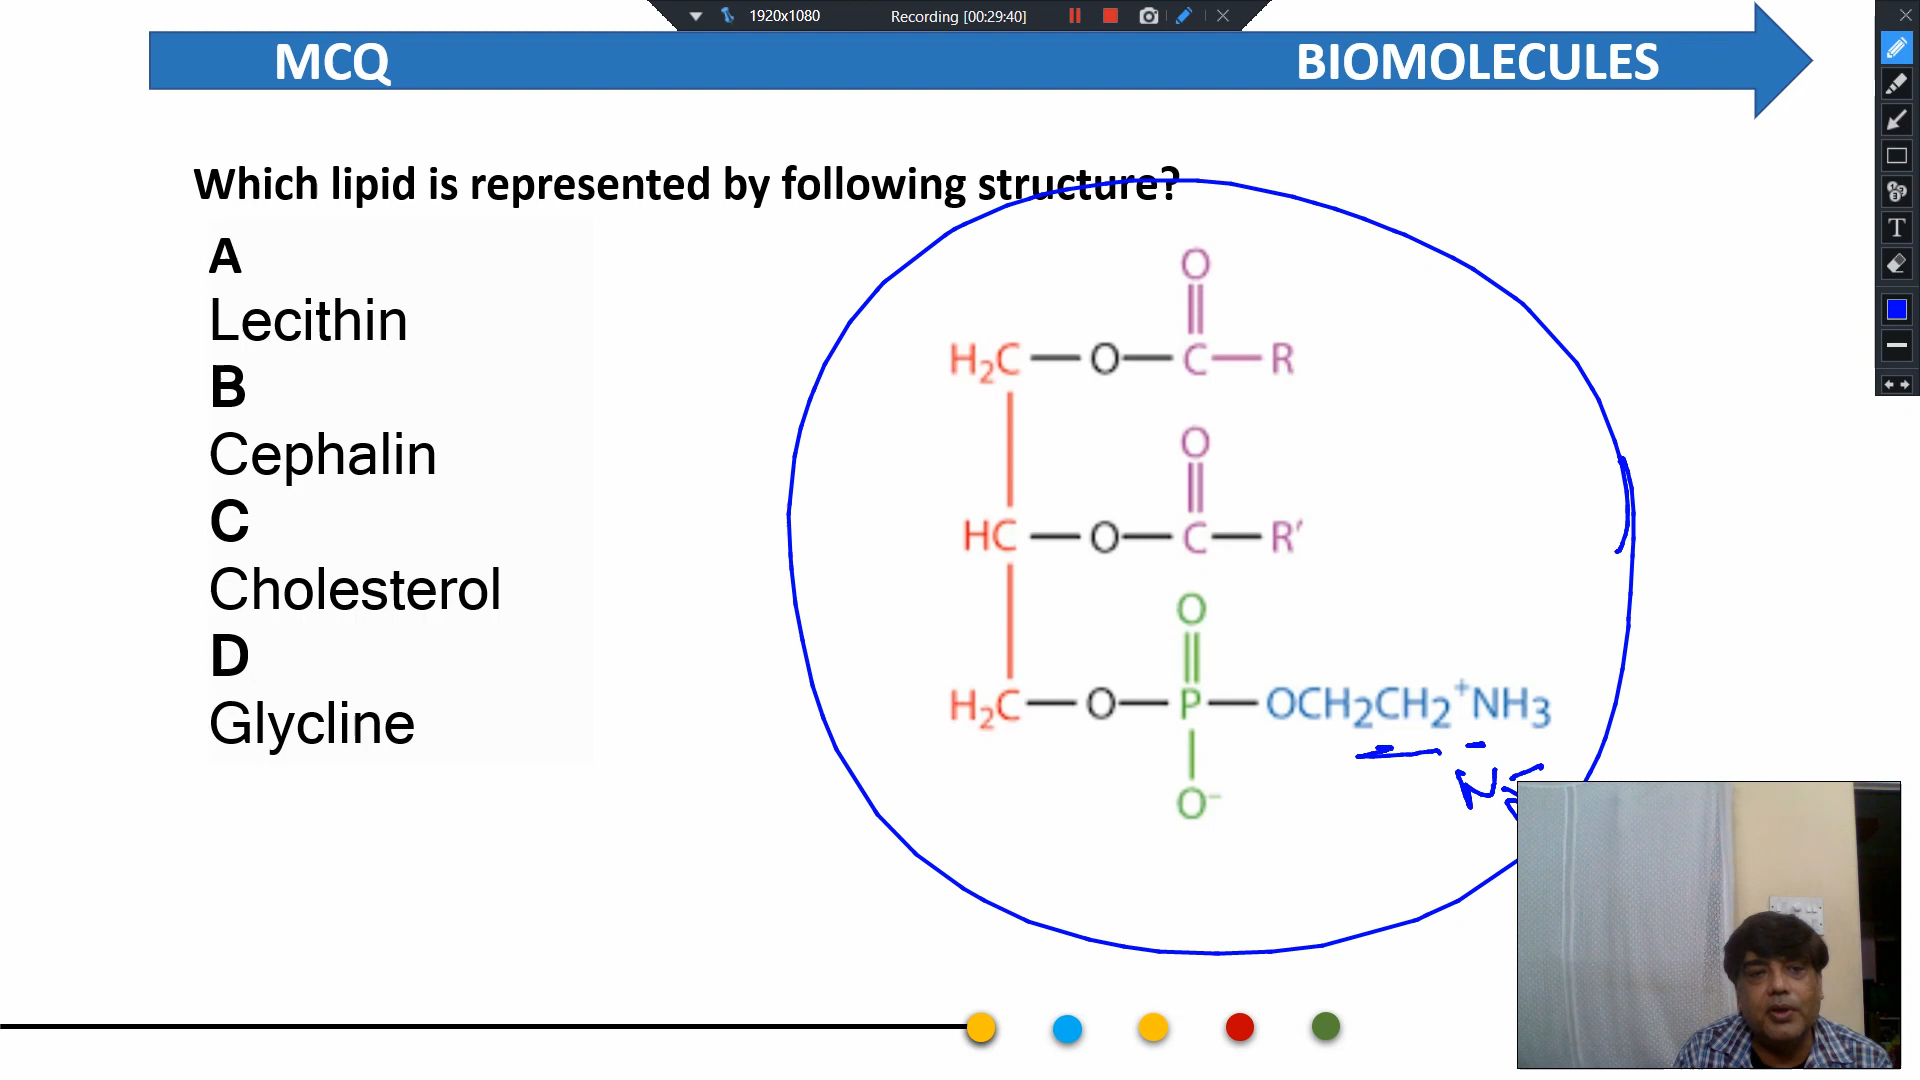 1920x1080 Recording [00:29:40]
MCQ BIOMOLECULES
Which lipid is represented by following structure?
A
Lecithin
B
Cephalin
C
Cholesterol
D
Glycline
O
H₂C — O — C — R
O
HC — O — C — R′
O
H₂C — O — P — OCH₂CH₂⁺NH₃
O⁻
N
T